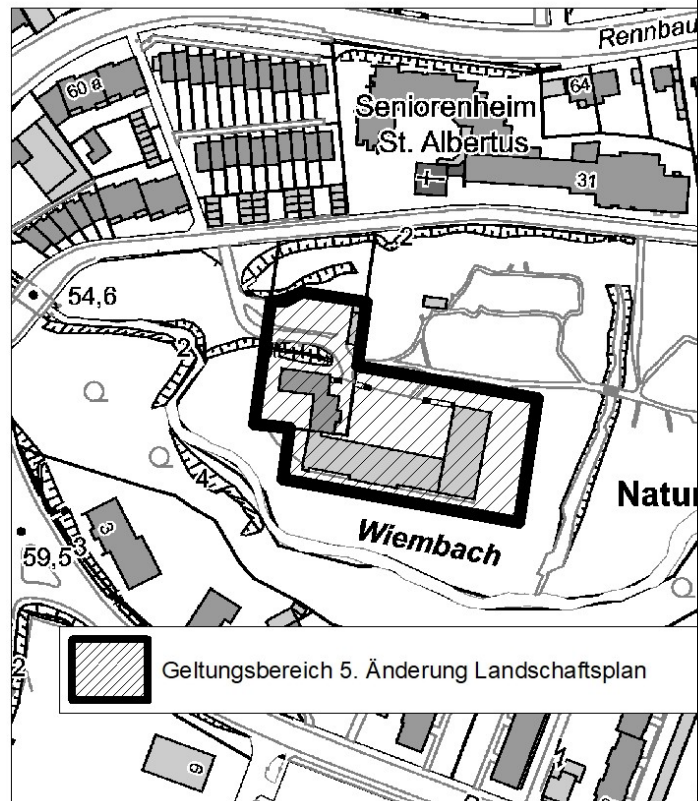 Rennbau
60 a
64
Seniorenheim
St. Albertus
31
2
54,6
2
4
Natur
Wiembach
3
3
59,5
2
Geltungsbereich 5. Änderung Landschaftsplan
9